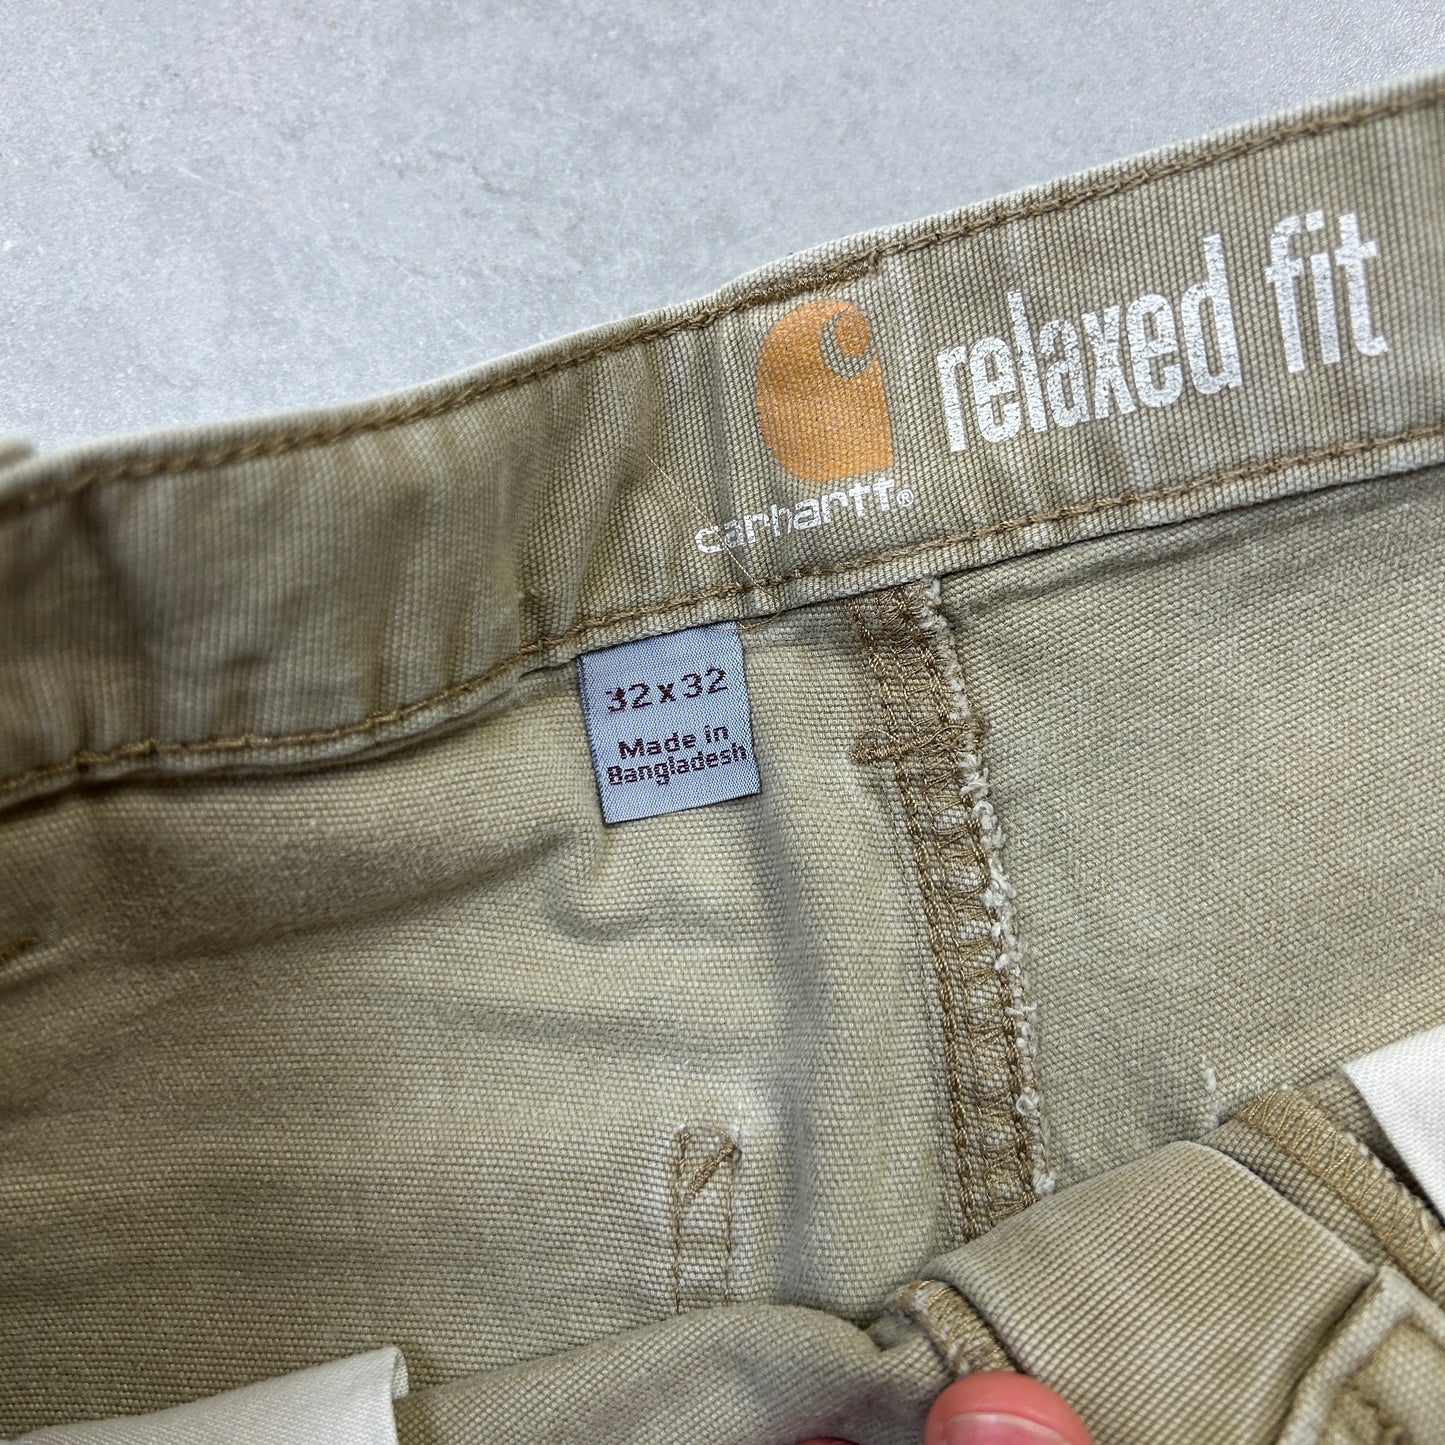 relaxed fit
carhartt®
32 x 32
Made in
Bangladesh